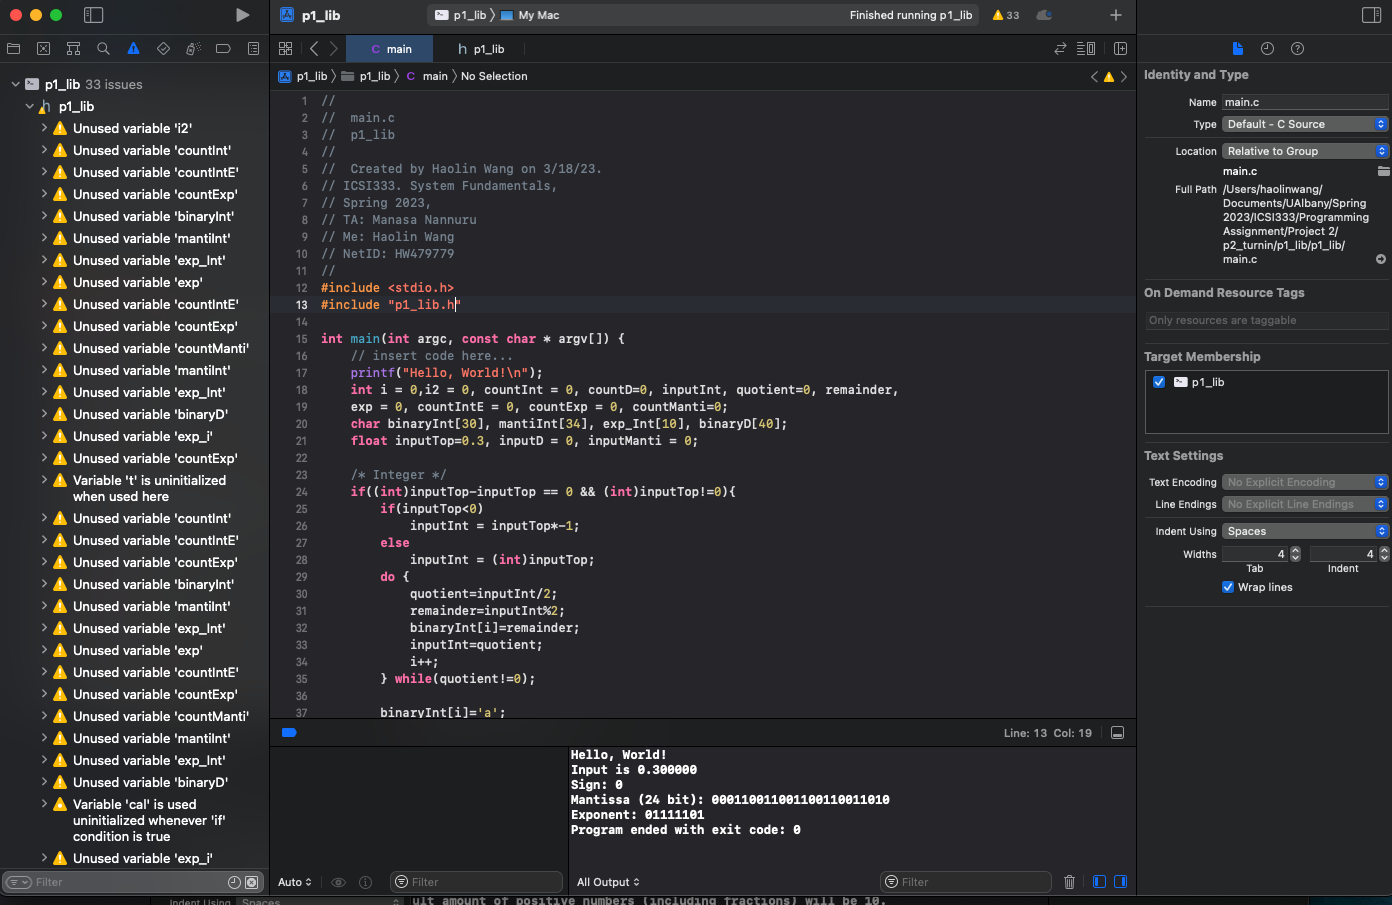 p1_lib
p1_lib 〉 My Mac
Finished running p1_lib
33
main
p1_lib
p1_lib 〉 p1_lib 〉 C main 〉 No Selection
p1_lib 33 issues
p1_lib
Unused variable 'i2'
Unused variable 'countInt'
Unused variable 'countIntE'
Unused variable 'countExp'
Unused variable 'binaryInt'
Unused variable 'mantiInt'
Unused variable 'exp_Int'
Unused variable 'exp'
Unused variable 'countIntE'
Unused variable 'countExp'
Unused variable 'countManti'
Unused variable 'mantiInt'
Unused variable 'exp_Int'
Unused variable 'binaryD'
Unused variable 'exp_i'
Unused variable 'countExp'
Variable 't' is uninitialized
when used here
Unused variable 'countInt'
Unused variable 'countIntE'
Unused variable 'countExp'
Unused variable 'binaryInt'
Unused variable 'mantiInt'
Unused variable 'exp_Int'
Unused variable 'exp'
Unused variable 'countIntE'
Unused variable 'countExp'
Unused variable 'countManti'
Unused variable 'mantiInt'
Unused variable 'exp_Int'
Unused variable 'binaryD'
Variable 'cal' is used
uninitialized whenever 'if'
condition is true
Unused variable 'exp_i'
Filter
1 //
2 //  main.c
3 //  p1_lib
4 //
5 //  Created by Haolin Wang on 3/18/23.
6 // ICSI333. System Fundamentals,
7 // Spring 2023,
8 // TA: Manasa Nannuru
9 // Me: Haolin Wang
10 // NetID: HW479779
11 //
12 #include <stdio.h>
13 #include "p1_lib.h"
14
15 int main(int argc, const char * argv[]) {
16     // insert code here...
17     printf("Hello, World!\n");
18     int i = 0,i2 = 0, countInt = 0, countD=0, inputInt, quotient=0, remainder,
19     exp = 0, countIntE = 0, countExp = 0, countManti=0;
20     char binaryInt[30], mantiInt[34], exp_Int[10], binaryD[40];
21     float inputTop=0.3, inputD = 0, inputManti = 0;
22
23     /* Integer */
24     if((int)inputTop-inputTop == 0 && (int)inputTop!=0){
25         if(inputTop<0)
26             inputInt = inputTop*-1;
27         else
28             inputInt = (int)inputTop;
29         do {
30             quotient=inputInt/2;
31             remainder=inputInt%2;
32             binaryInt[i]=remainder;
33             inputInt=quotient;
34             i++;
35         } while(quotient!=0);
36
37         binaryInt[i]='a';
Line: 13 Col: 19
Hello, World!
Input is 0.300000
Sign: 0
Mantissa (24 bit): 000110011001100110011010
Exponent: 01111101
Program ended with exit code: 0
Auto
Filter
All Output
Filter
Identity and Type
Name main.c
Type Default - C Source
Location Relative to Group
main.c
Full Path /Users/haolinwang/
Documents/UAlbany/Spring
2023/ICSI333/Programming
Assignment/Project 2/
p2_turnin/p1_lib/p1_lib/
main.c
On Demand Resource Tags
Only resources are taggable
Target Membership
p1_lib
Text Settings
Text Encoding No Explicit Encoding
Line Endings No Explicit Line Endings
Indent Using Spaces
Widths 4 4
Tab Indent
Wrap lines
Indent Using Spaces
ult amount of positive numbers (including fractions) will be 10.